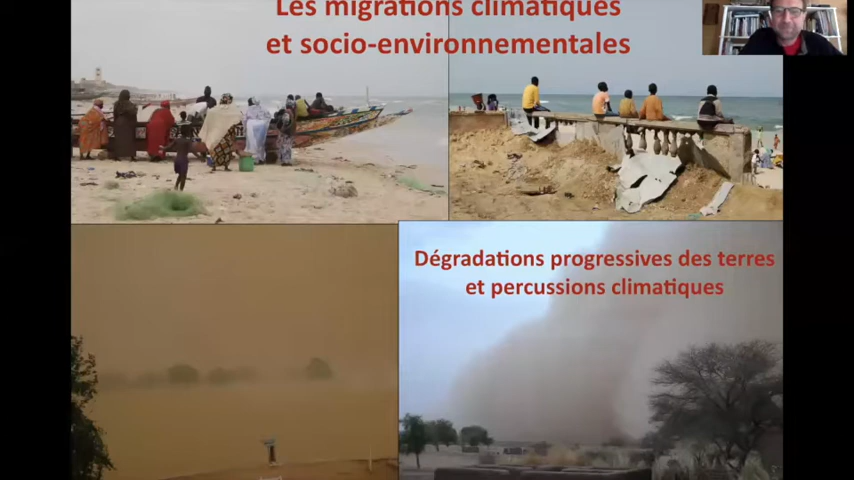 Les migrations climatiques
et socio-environnementales
Dégradations progressives des terres
et percussions climatiques